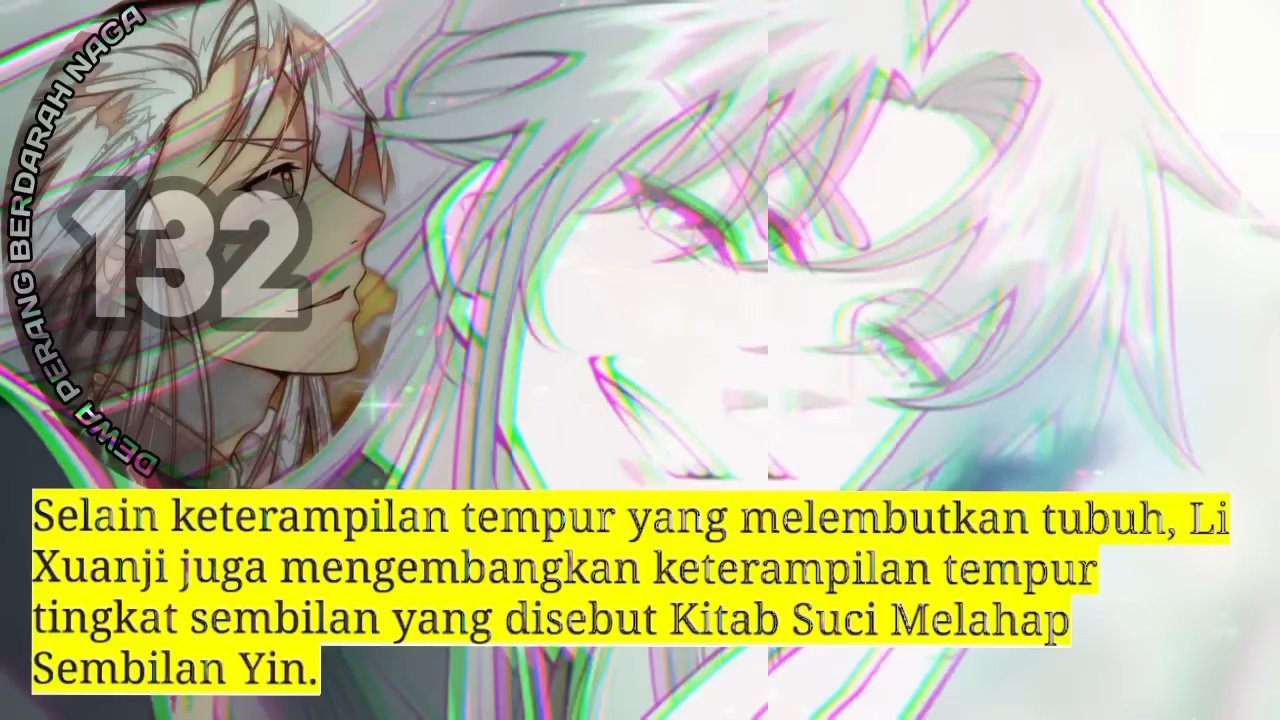 DEWA PERANG BERDARAH NAGA
132
Selain keterampilan tempur yang melembutkan tubuh, Li
Xuanji juga mengembangkan keterampilan tempur
tingkat sembilan yang disebut Kitab Suci Melahap
Sembilan Yin.